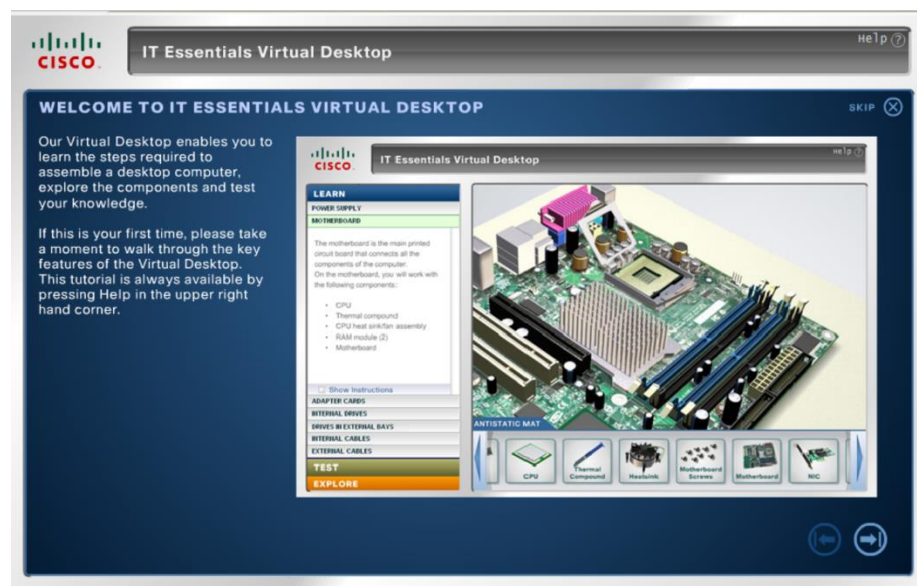 CISCO
IT Essentials Virtual Desktop
Help ?
WELCOME TO IT ESSENTIALS VIRTUAL DESKTOP
SKIP
Our Virtual Desktop enables you to
learn the steps required to
assemble a desktop computer,
explore the components and test
your knowledge.
If this is your first time, please take
a moment to walk through the key
features of the Virtual Desktop.
This tutorial is always available by
pressing Help in the upper right
hand corner.
CISCO
IT Essentials Virtual Desktop
Help ?
LEARN
POWER SUPPLY
MOTHERBOARD
The motherboard is the main printed
circuit board that connects all the
components of the computer.
On the motherboard, you will work with
the following components:
• CPU
• Thermal compound
• CPU heat sink/fan assembly
• RAM module (2)
• Motherboard
Show Instructions
ADAPTER CARDS
INTERNAL DRIVES
DRIVES IN EXTERNAL BAYS
INTERNAL CABLES
EXTERNAL CABLES
TEST
EXPLORE
ANTISTATIC MAT
CPU
Thermal
Compound
Heatsink
Motherboard
Screws
Motherboard
NIC